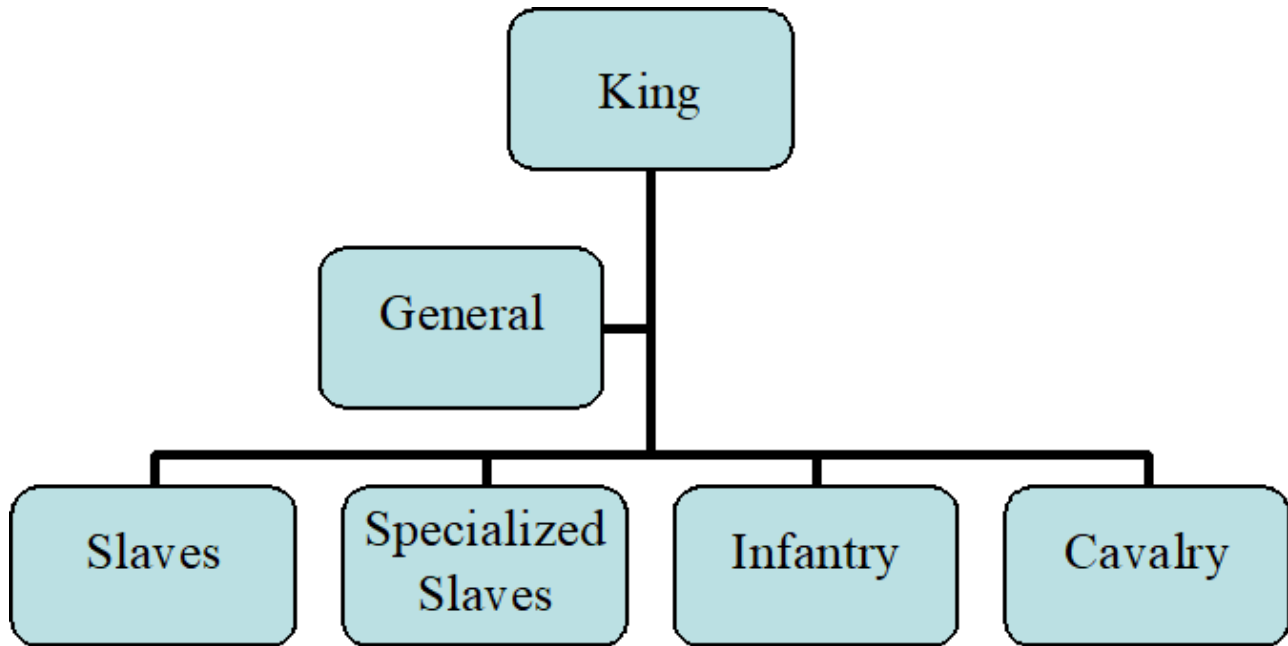 King
General
Slaves
Specialized
Slaves
Infantry
Cavalry